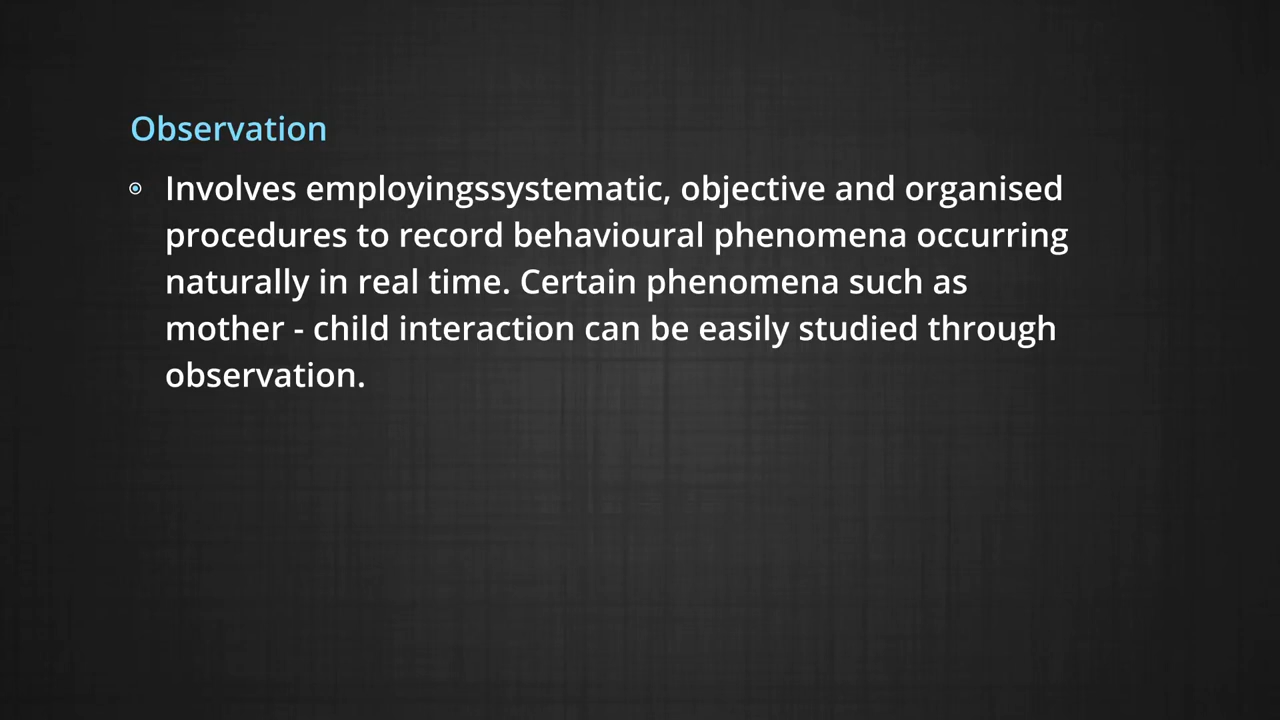 Observation
Involves employingssystematic, objective and organised
procedures to record behavioural phenomena occurring
naturally in real time. Certain phenomena such as
mother - child interaction can be easily studied through
observation.